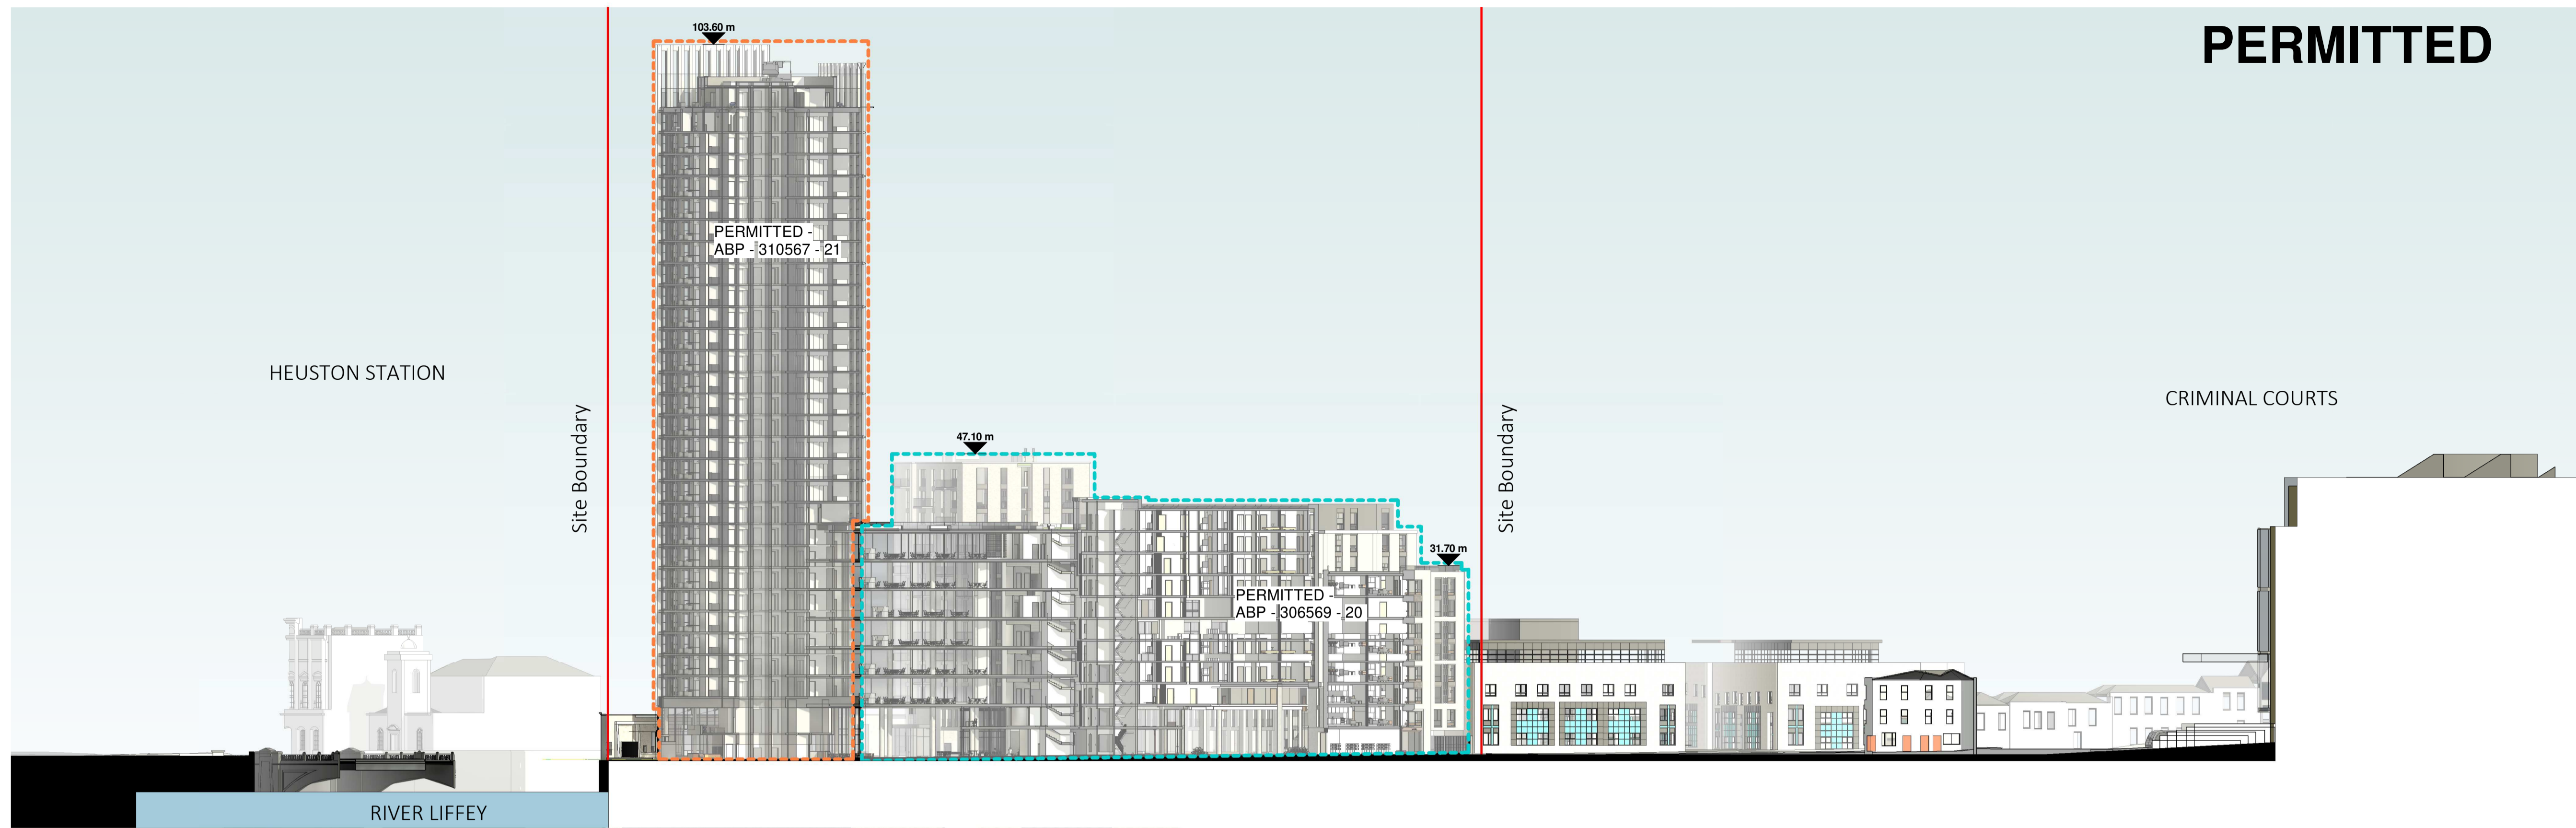 PERMITTED
103.60 m
PERMITTED -
ABP - 310567 - 21
HEUSTON STATION
Site Boundary
47.10 m
Site Boundary
CRIMINAL COURTS
31.70 m
PERMITTED -
ABP - 306569 - 20
RIVER LIFFEY